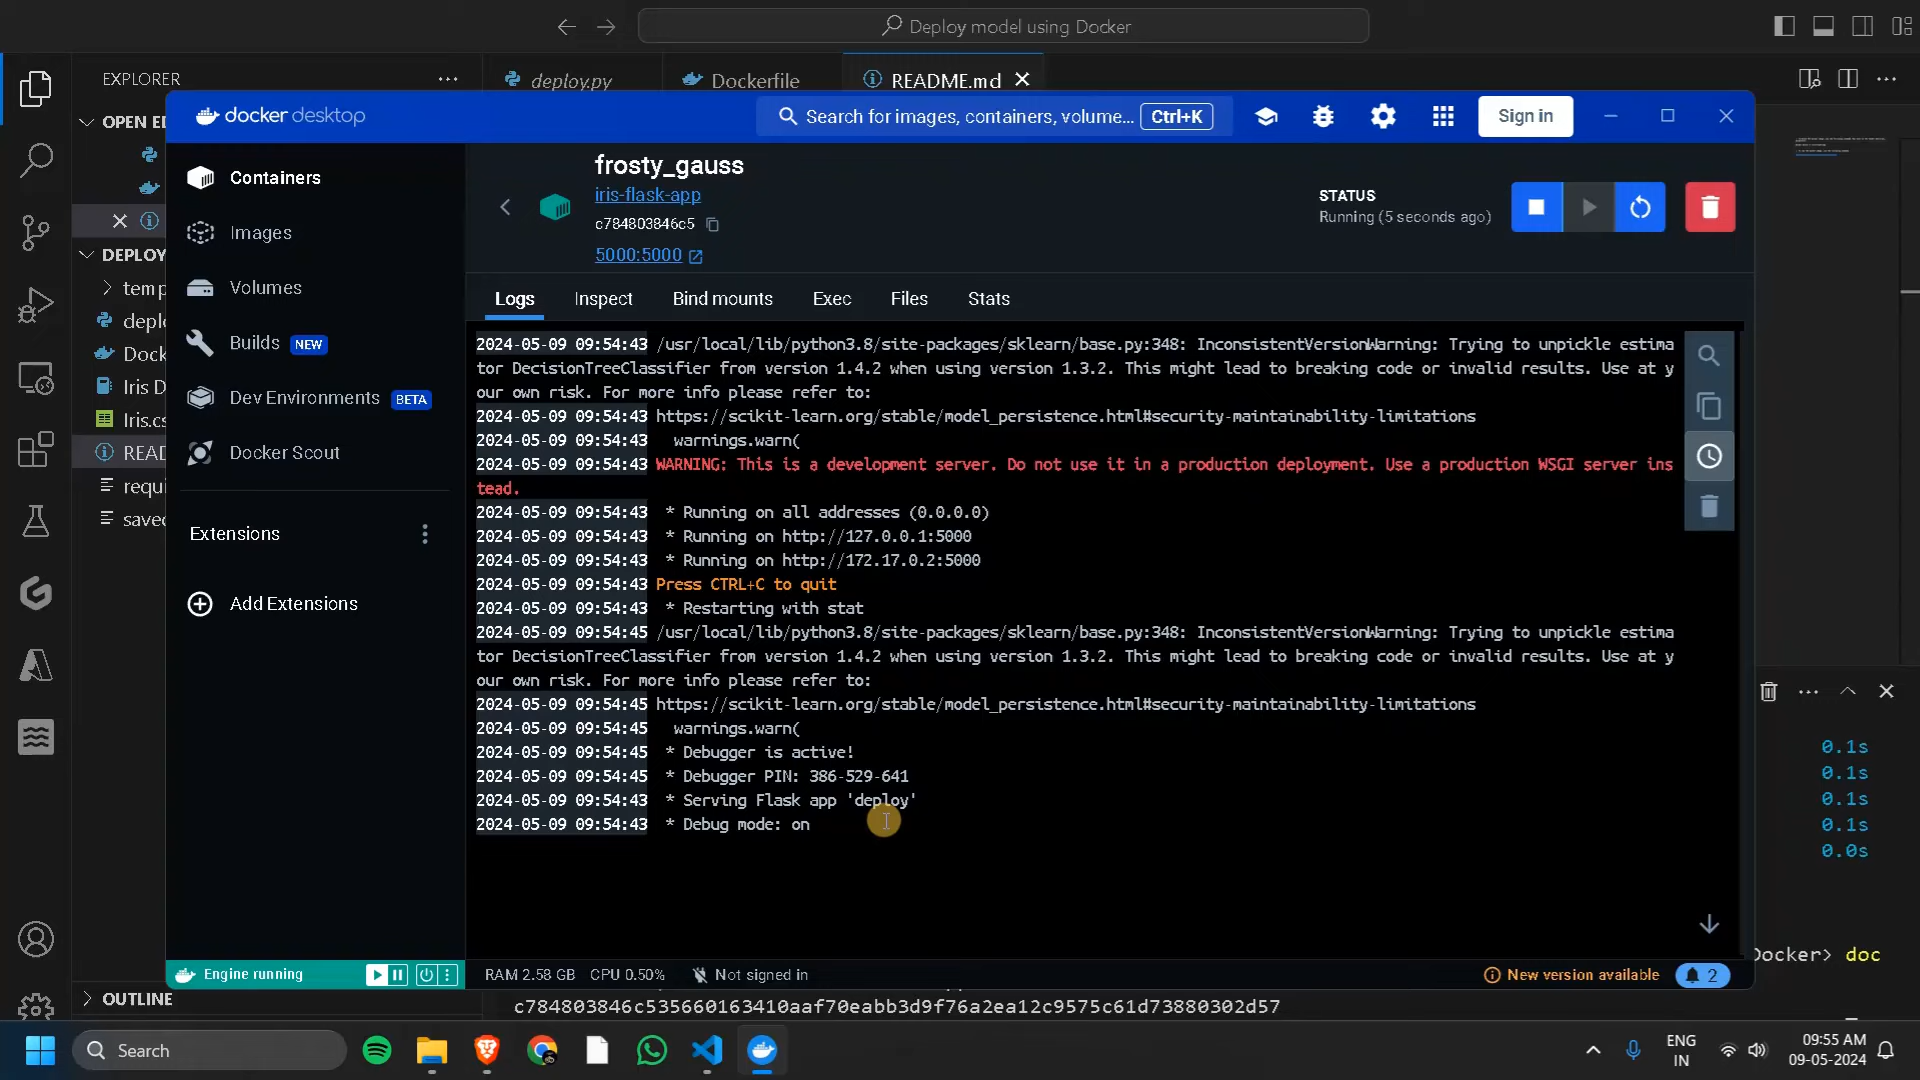 Deploy model using Docker
EXPLORER
deploy.py
Dockerfile
README.md
OPEN ED
docker desktop
Search for images, containers, volume... Ctrl+K
Sign in
DEPLOY
temp
deplo
Dock
Iris D
Iris.cs
READ
requi
saved
Containers
Images
Volumes
Builds NEW
Dev Environments BETA
Docker Scout
Extensions
Add Extensions
frosty_gauss
iris-flask-app
c784803846c5
5000:5000
STATUS
Running (5 seconds ago)
Logs Inspect Bind mounts Exec Files Stats
2024-05-09 09:54:43 /usr/local/lib/python3.8/site-packages/sklearn/base.py:348: InconsistentVersionWarning: Trying to unpickle estima
tor DecisionTreeClassifier from version 1.4.2 when using version 1.3.2. This might lead to breaking code or invalid results. Use at y
our own risk. For more info please refer to:
2024-05-09 09:54:43 https://scikit-learn.org/stable/model_persistence.html#security-maintainability-limitations
2024-05-09 09:54:43 warnings.warn(
2024-05-09 09:54:43 WARNING: This is a development server. Do not use it in a production deployment. Use a production WSGI server ins
tead.
2024-05-09 09:54:43 * Running on all addresses (0.0.0.0)
2024-05-09 09:54:43 * Running on http://127.0.0.1:5000
2024-05-09 09:54:43 * Running on http://172.17.0.2:5000
2024-05-09 09:54:43 Press CTRL+C to quit
2024-05-09 09:54:43 * Restarting with stat
2024-05-09 09:54:45 /usr/local/lib/python3.8/site-packages/sklearn/base.py:348: InconsistentVersionWarning: Trying to unpickle estima
tor DecisionTreeClassifier from version 1.4.2 when using version 1.3.2. This might lead to breaking code or invalid results. Use at y
our own risk. For more info please refer to:
2024-05-09 09:54:45 https://scikit-learn.org/stable/model_persistence.html#security-maintainability-limitations
2024-05-09 09:54:45 warnings.warn(
2024-05-09 09:54:45 * Debugger is active!
2024-05-09 09:54:45 * Debugger PIN: 386-529-641
2024-05-09 09:54:43 * Serving Flask app 'deploy'
2024-05-09 09:54:43 * Debug mode: on
0.1s
0.1s
0.1s
0.1s
0.0s
Docker> doc
Engine running
RAM 2.58 GB CPU 0.50% Not signed in
New version available
2
OUTLINE
c784803846c535660163410aaf70eabb3d9f76a2ea12c9575c61d73880302d57
Search
ENG
IN
09:55 AM
09-05-2024